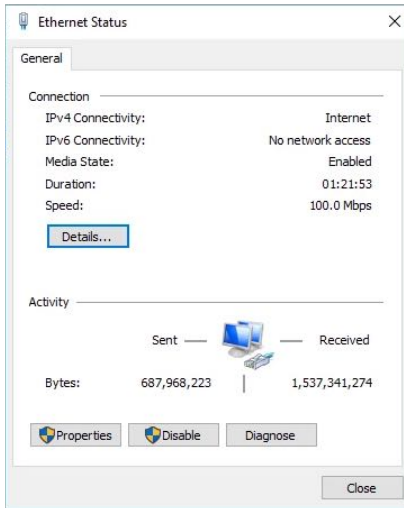 Ethernet Status
General
Connection
IPv4 Connectivity: Internet
IPv6 Connectivity: No network access
Media State: Enabled
Duration: 01:21:53
Speed: 100.0 Mbps
Details...
Activity
Sent Received
Bytes: 687,968,223 1,537,341,274
Properties Disable Diagnose
Close